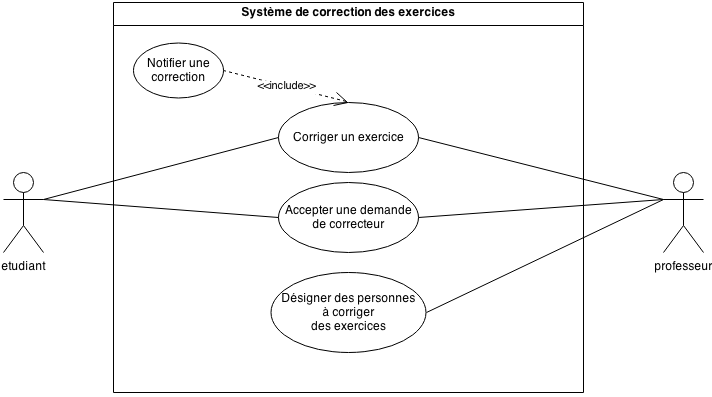 Système de correction des exercices
Notifier une
correction
<<include>>
Corriger un exercice
Accepter une demande
de correcteur
etudiant
professeur
Désigner des personnes
à corriger
des exercices